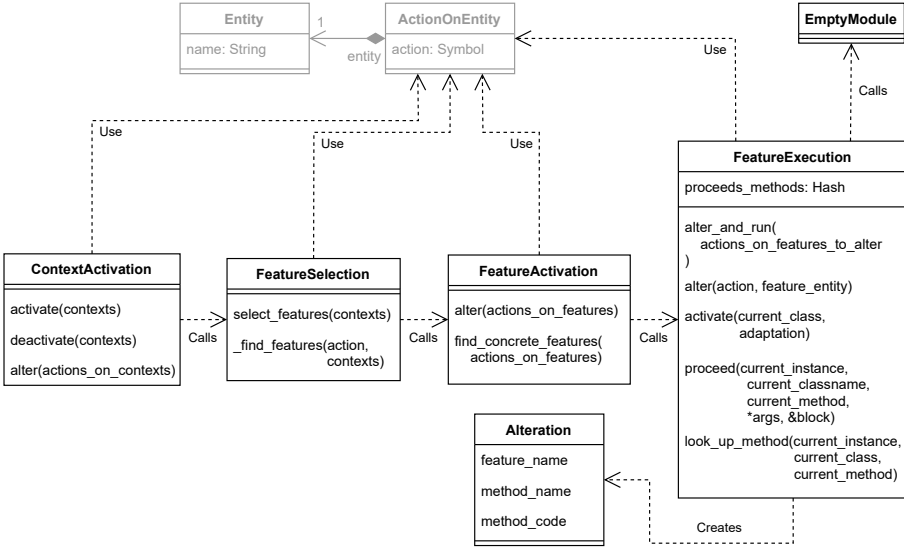 Entity
name: String
1
entity
ActionOnEntity
action: Symbol
EmptyModule
Use
Calls
Use
Use
Use
FeatureExecution
proceeds_methods: Hash
alter_and_run(
actions_on_features_to_alter
)
alter(action, feature_entity)
activate(current_class,
adaptation)
proceed(current_instance,
current_classname,
current_method,
*args, &block)
look_up_method(current_instance,
current_class,
current_method)
ContextActivation
activate(contexts)
deactivate(contexts)
alter(actions_on_contexts)
Calls
FeatureSelection
select_features(contexts)
_find_features(action,
contexts)
Calls
FeatureActivation
alter(actions_on_features)
find_concrete_features(
actions_on_features)
Calls
Alteration
feature_name
method_name
method_code
Creates